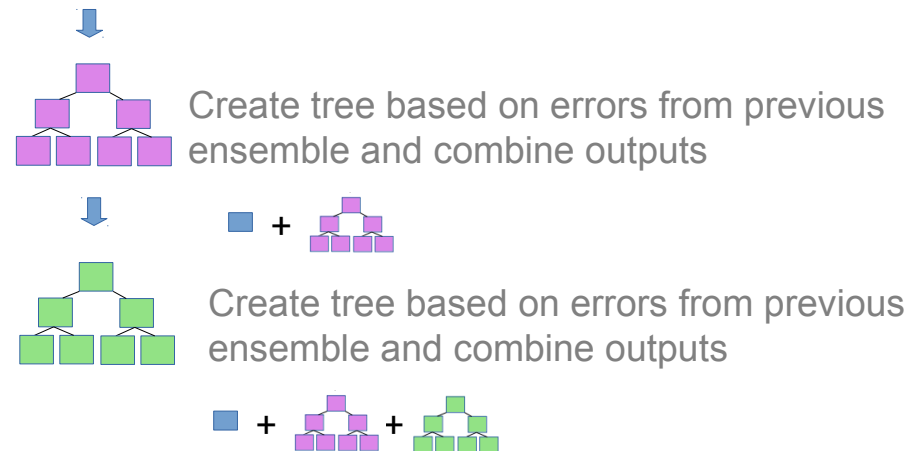 Create tree based on errors from previous
ensemble and combine outputs
+
Create tree based on errors from previous
ensemble and combine outputs
+ +